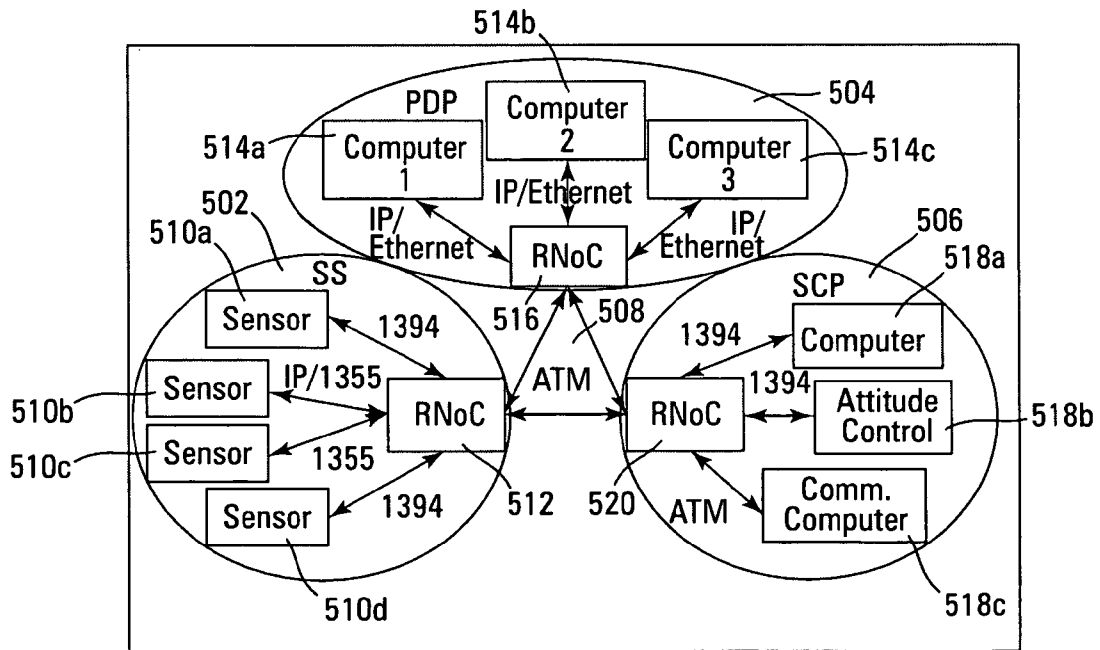 514b
504
PDP
Computer
2
514a
Computer
1
Computer
3
514c
IP/Ethernet
502
IP/
Ethernet
IP/
Ethernet
506
510a
RNoC
518a
SS
516
508
SCP
Sensor
1394
1394
Computer
Sensor
IP/1355
ATM
1394
510b
RNoC
RNoC
Attitude
Control
518b
510c
Sensor
1355
1394
512
520
ATM
Comm.
Computer
Sensor
510d
518c